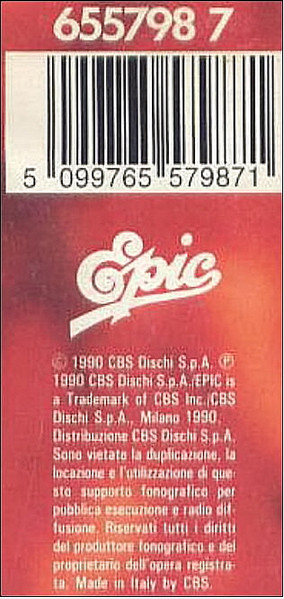 655798 7
5 099765 579871
Epic
© 1990 CBS Dischi S.p.A. ℗
1990 CBS Dischi S.p.A./EPIC is
a Trademark of CBS Inc./CBS
Dischi S.p.A., Milano 1990.
Distribuzione CBS Dischi S.p.A.
Sono vietate la duplicazione, la
locazione e l'utilizzazione di que-
sto supporto fonografico per
pubblica esecuzione e radio dif-
fusione. Riservati tutti i diritti
del produttore fonografico e del
proprietario dell'opera registra-
ta. Made in Italy by CBS.